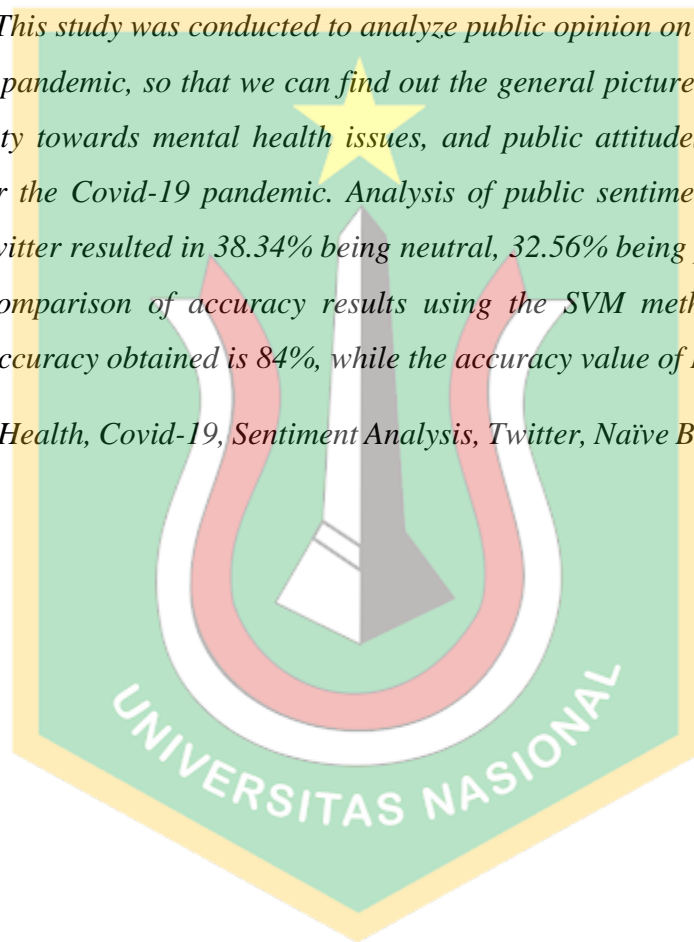 This study was conducted to analyze public opinion on
pandemic, so that we can find out the general picture
ty towards mental health issues, and public attitude
r the Covid-19 pandemic. Analysis of public sentime
witter resulted in 38.34% being neutral, 32.56% being
omparison of accuracy results using the SVM meth
ccuracy obtained is 84%, while the accuracy value of
Health, Covid-19, Sentiment Analysis, Twitter, Naïve B
UNIVERSITAS NASIONAL